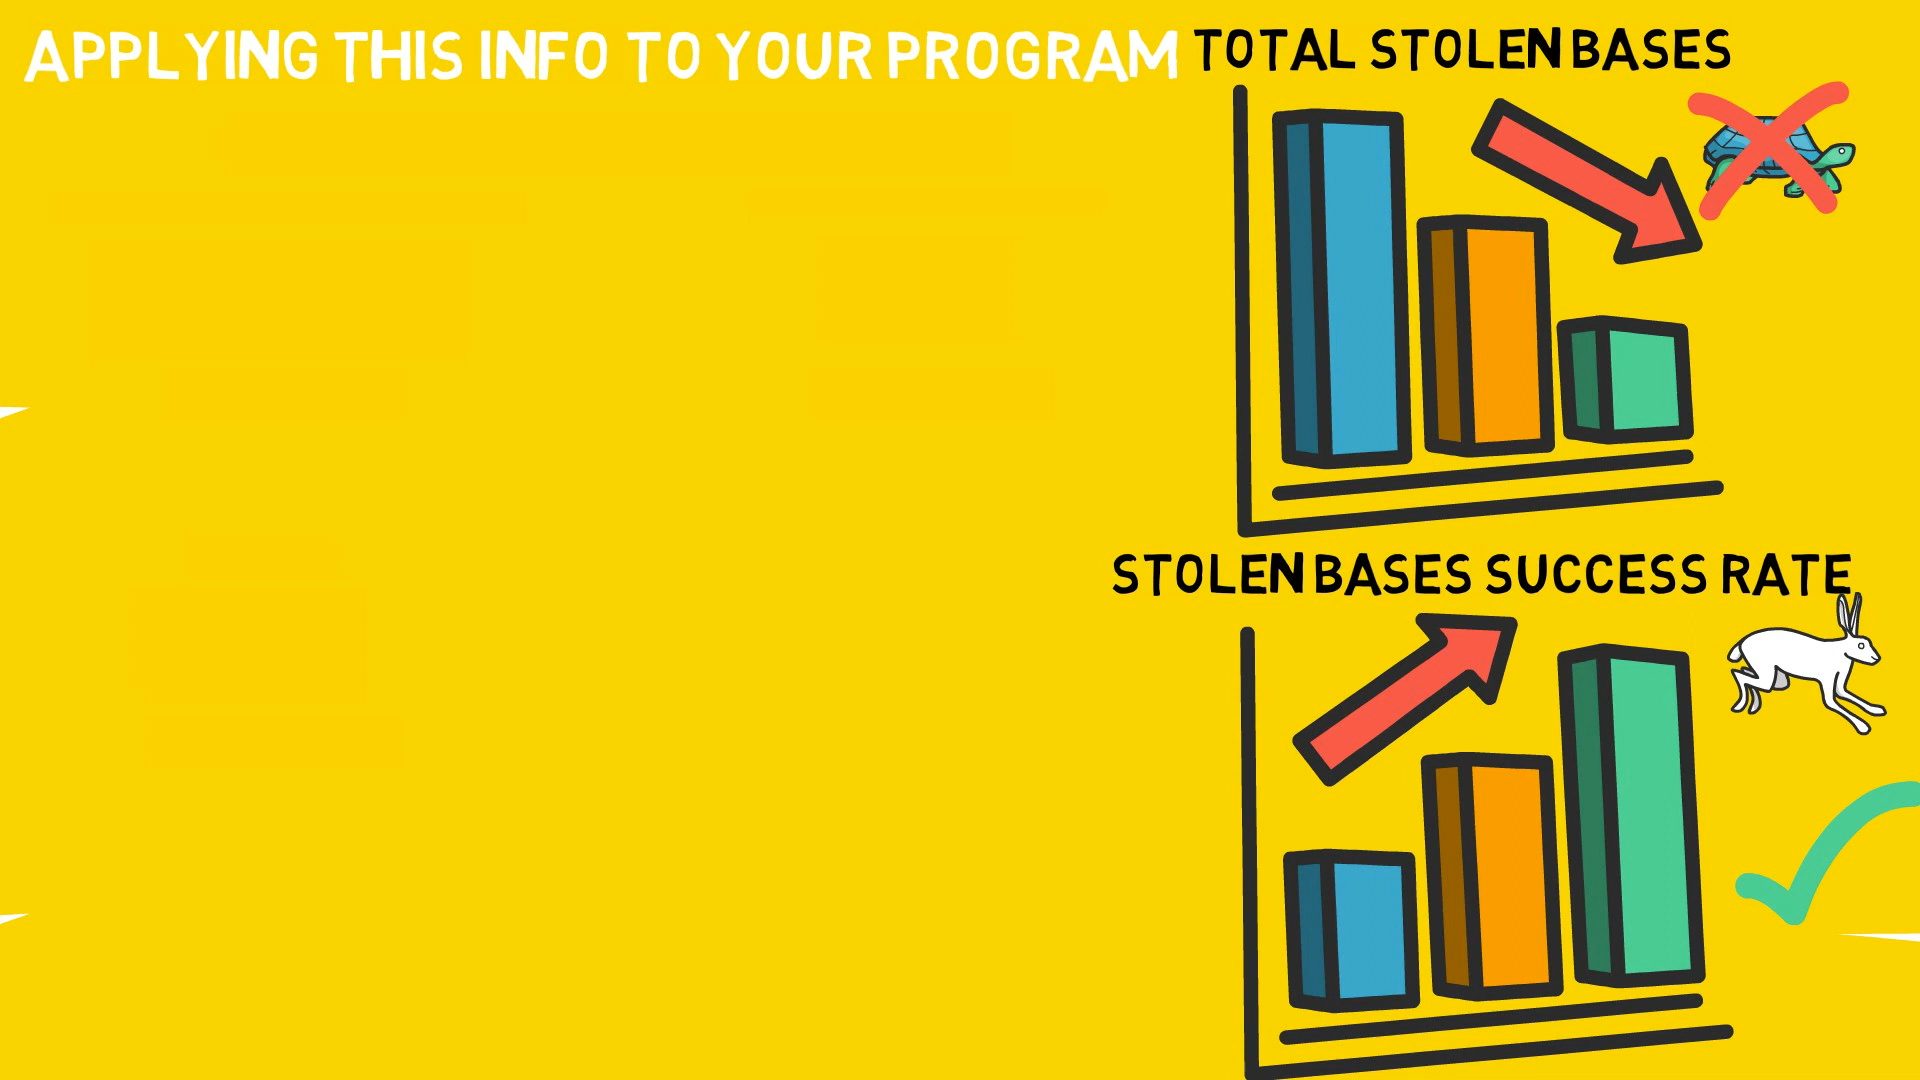 APPLYING THIS INFO TO YOUR PROGRAM
TOTAL STOLEN BASES
STOLEN BASES SUCCESS RATE